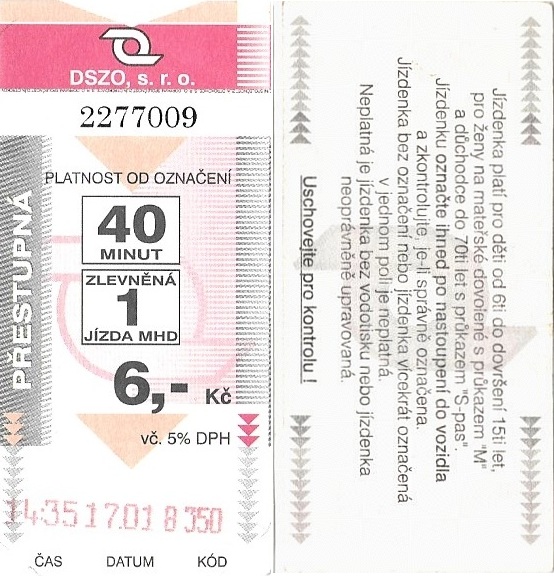 DSZO, s. r. o.
2277009
PLATNOST OD OZNAČENÍ
PŘESTUPNÁ
40
MINUT
ZLEVNĚNÁ
1
JÍZDA MHD
6,- Kč
vč. 5% DPH
14:35 17.01 8 350
ČAS DATUM KÓD
Jízdenka platí pro děti od 6ti do dovršení 15ti let,
pro ženy na mateřské dovolené s průkazem "M"
a důchodce do 70ti let s průkazem "S-pas".
Jízdenku označte ihned po nastoupení do vozidla
a zkontrolujte, je-li správně označena.
Jízdenka bez označení nebo jízdenka vícekrát označená
v jednom poli je neplatná.
Neplatná je jízdenka bez vodotisku nebo jízdenka
neoprávněně upravovaná.
Uschovejte pro kontrolu !